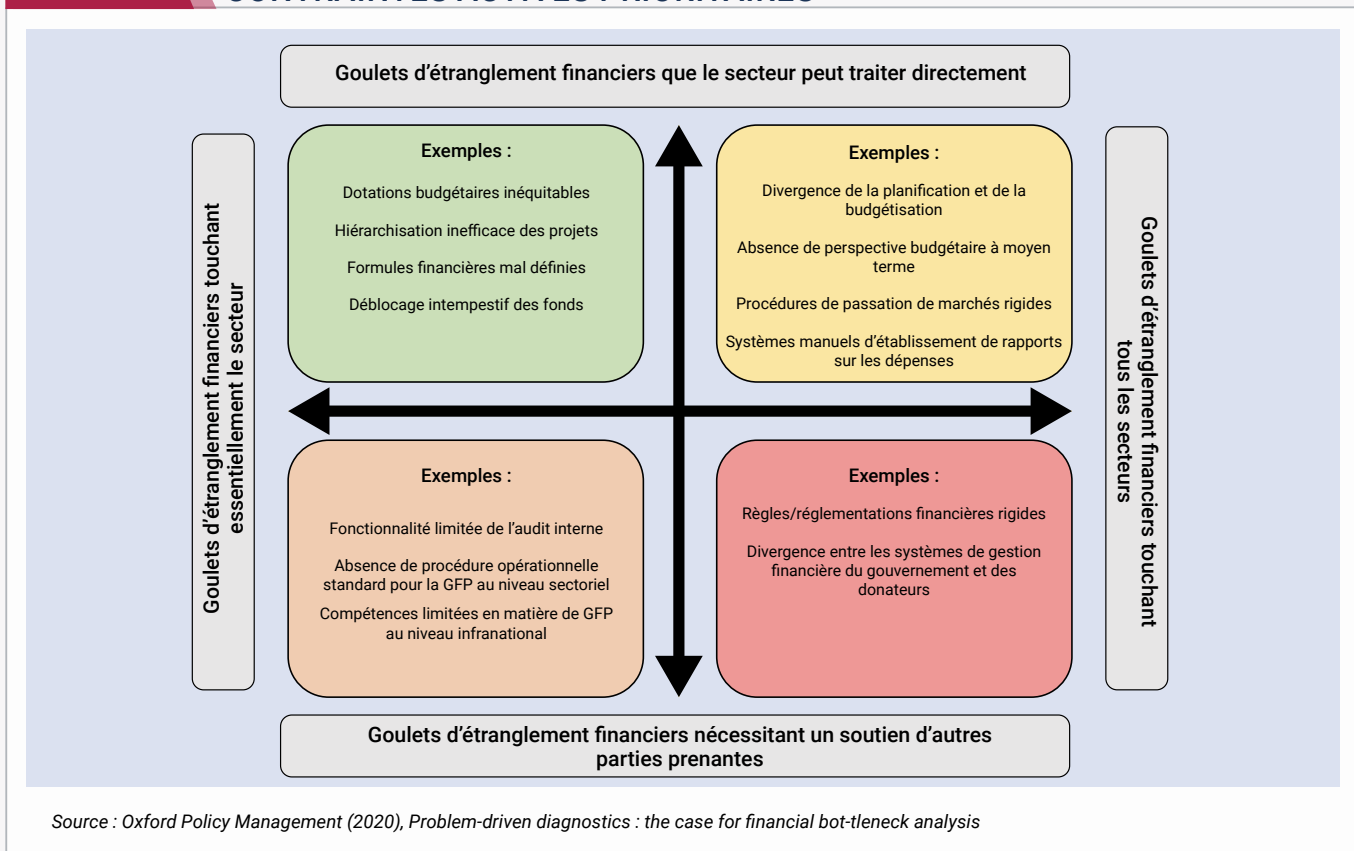 CONTRAINTES ACTIVES PRIORITAIRES
Goulets d’étranglement financiers que le secteur peut traiter directement
Goulets d’étranglement financiers touchant
essentiellement le secteur
Exemples :
Dotations budgétaires inéquitables
Hiérarchisation inefficace des projets
Formules financières mal définies
Déblocage intempestif des fonds
Exemples :
Divergence de la planification et de la
budgétisation
Absence de perspective budgétaire à moyen
terme
Procédures de passation de marchés rigides
Systèmes manuels d’établissement de rapports
sur les dépenses
Goulets d’étranglement financiers touchant
tous les secteurs
Exemples :
Fonctionnalité limitée de l’audit interne
Absence de procédure opérationnelle
standard pour la GFP au niveau sectoriel
Compétences limitées en matière de GFP
au niveau infranational
Exemples :
Règles/réglementations financières rigides
Divergence entre les systèmes de gestion
financière du gouvernement et des
donateurs
Goulets d’étranglement financiers nécessitant un soutien d’autres
parties prenantes
Source : Oxford Policy Management (2020), Problem-driven diagnostics : the case for financial bot-tleneck analysis